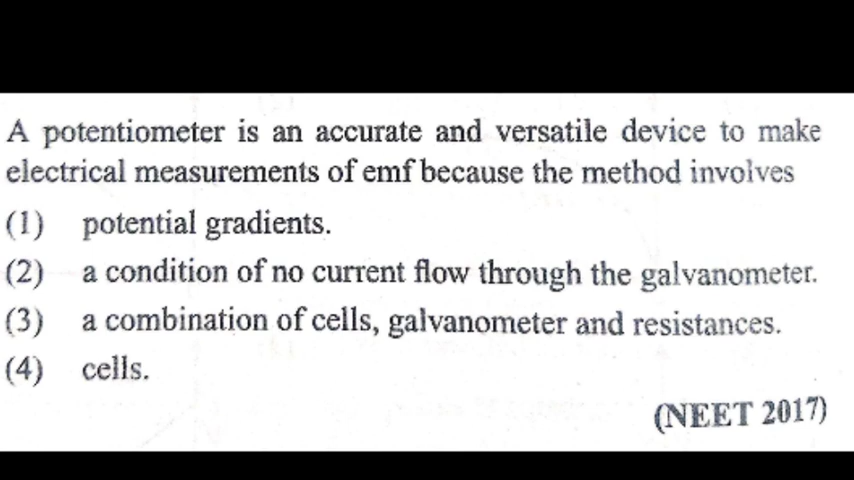 A potentiometer is an accurate and versatile device to make
electrical measurements of emf because the method involves
(1) potential gradients.
(2) a condition of no current flow through the galvanometer.
(3) a combination of cells, galvanometer and resistances.
(4) cells.
(NEET 2017)